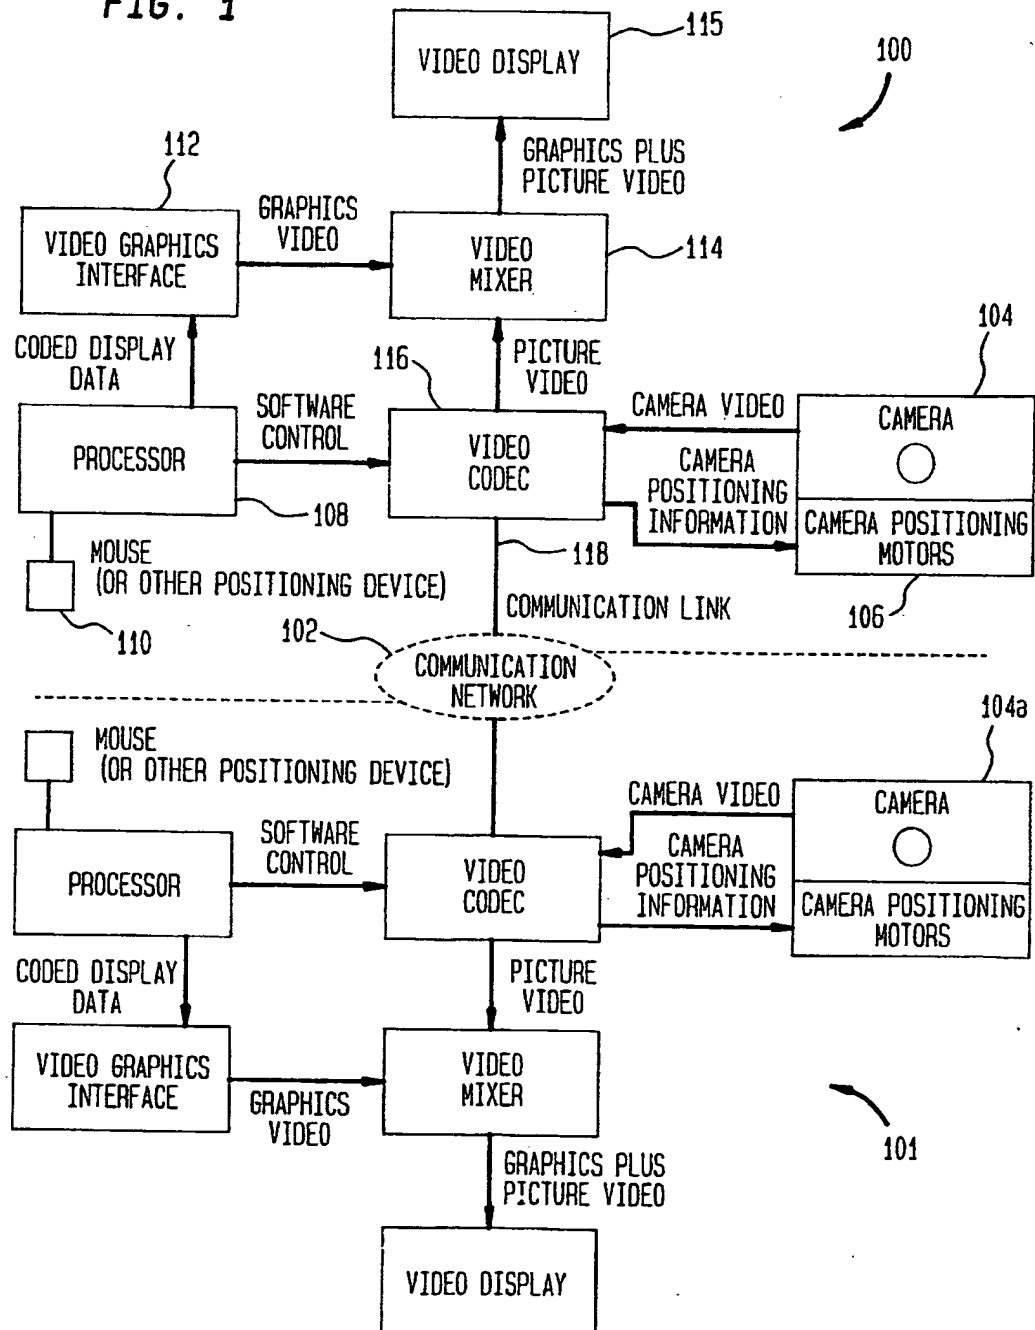 FIG. 1
115
VIDEO DISPLAY
100
GRAPHICS PLUS
PICTURE VIDEO
112
GRAPHICS
VIDEO
VIDEO GRAPHICS
INTERFACE
VIDEO
MIXER
114
104
CODED DISPLAY
DATA
116
PICTURE
VIDEO
SOFTWARE
CONTROL
CAMERA VIDEO
CAMERA
PROCESSOR
VIDEO
CODEC
CAMERA
POSITIONING
INFORMATION
108
CAMERA POSITIONING
MOTORS
118
MOUSE
(OR OTHER POSITIONING DEVICE)
COMMUNICATION LINK
106
110
102
COMMUNICATION
NETWORK
104a
MOUSE
(OR OTHER POSITIONING DEVICE)
CAMERA VIDEO
CAMERA
SOFTWARE
CONTROL
PROCESSOR
VIDEO
CODEC
CAMERA
POSITIONING
INFORMATION
CAMERA POSITIONING
MOTORS
CODED DISPLAY
DATA
PICTURE
VIDEO
VIDEO GRAPHICS
INTERFACE
VIDEO
MIXER
GRAPHICS
VIDEO
101
GRAPHICS PLUS
PICTURE VIDEO
VIDEO DISPLAY